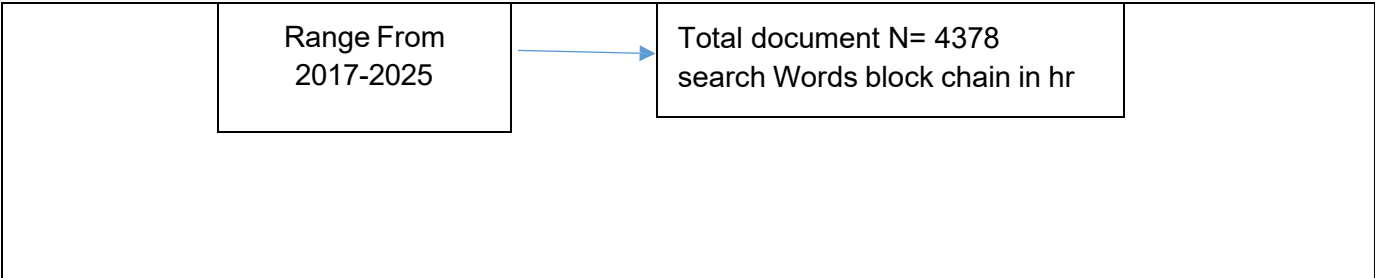 Range From
2017-2025
Total document N= 4378
search Words block chain in hr